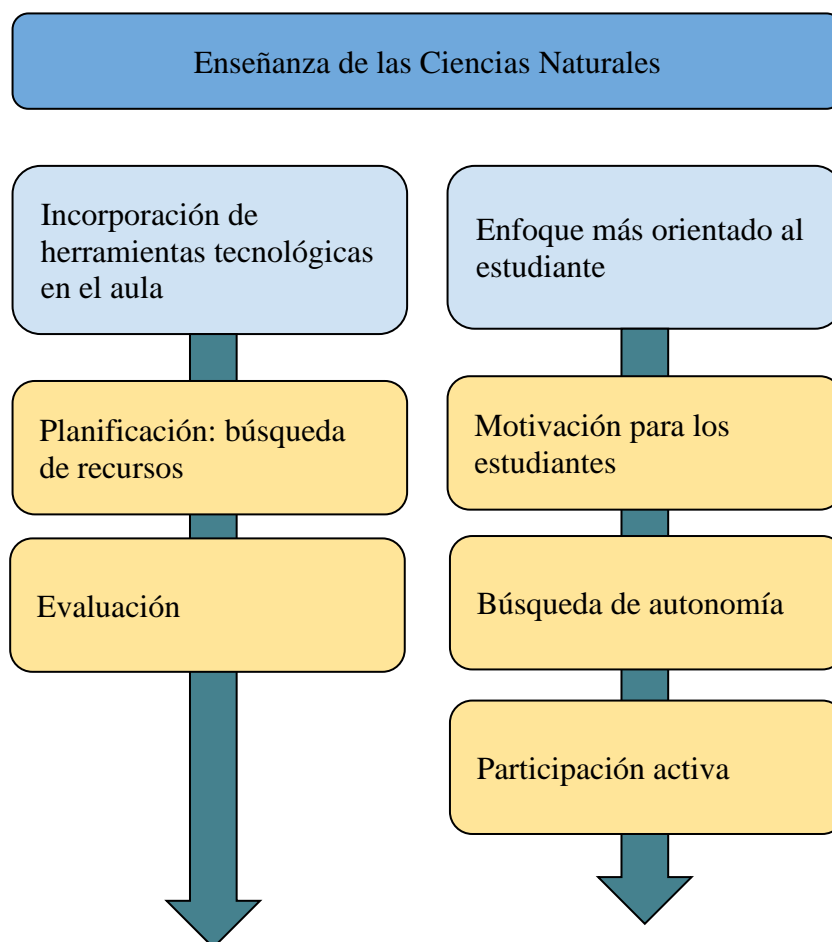 Enseñanza de las Ciencias Naturales
Incorporación de
herramientas tecnológicas
en el aula
Planificación: búsqueda
de recursos
Evaluación
Enfoque más orientado al
estudiante
Motivación para los
estudiantes
Búsqueda de autonomía
Participación activa